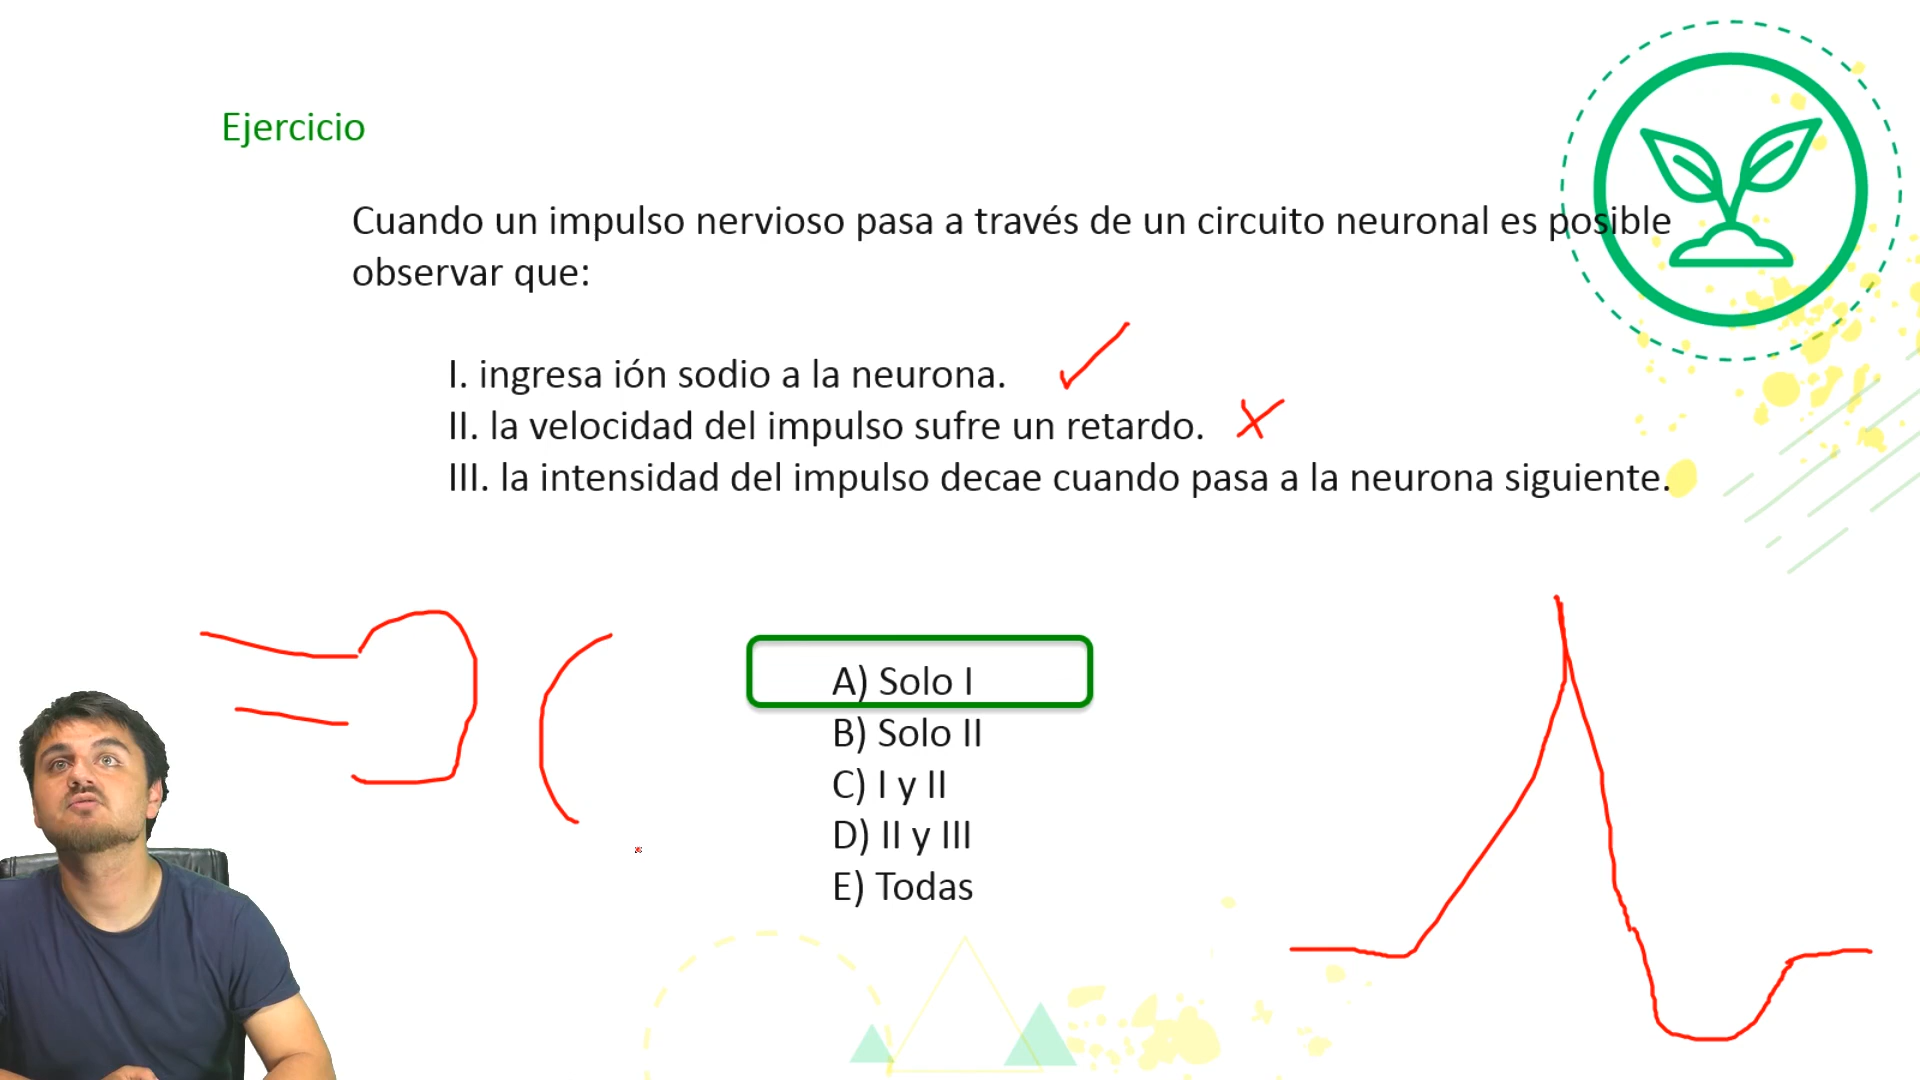 Ejercicio
Cuando un impulso nervioso pasa a través de un circuito neuronal es posible
observar que:
I. ingresa ión sodio a la neurona.
II. la velocidad del impulso sufre un retardo.
III. la intensidad del impulso decae cuando pasa a la neurona siguiente.
A) Solo I
B) Solo II
C) I y II
D) II y III
E) Todas